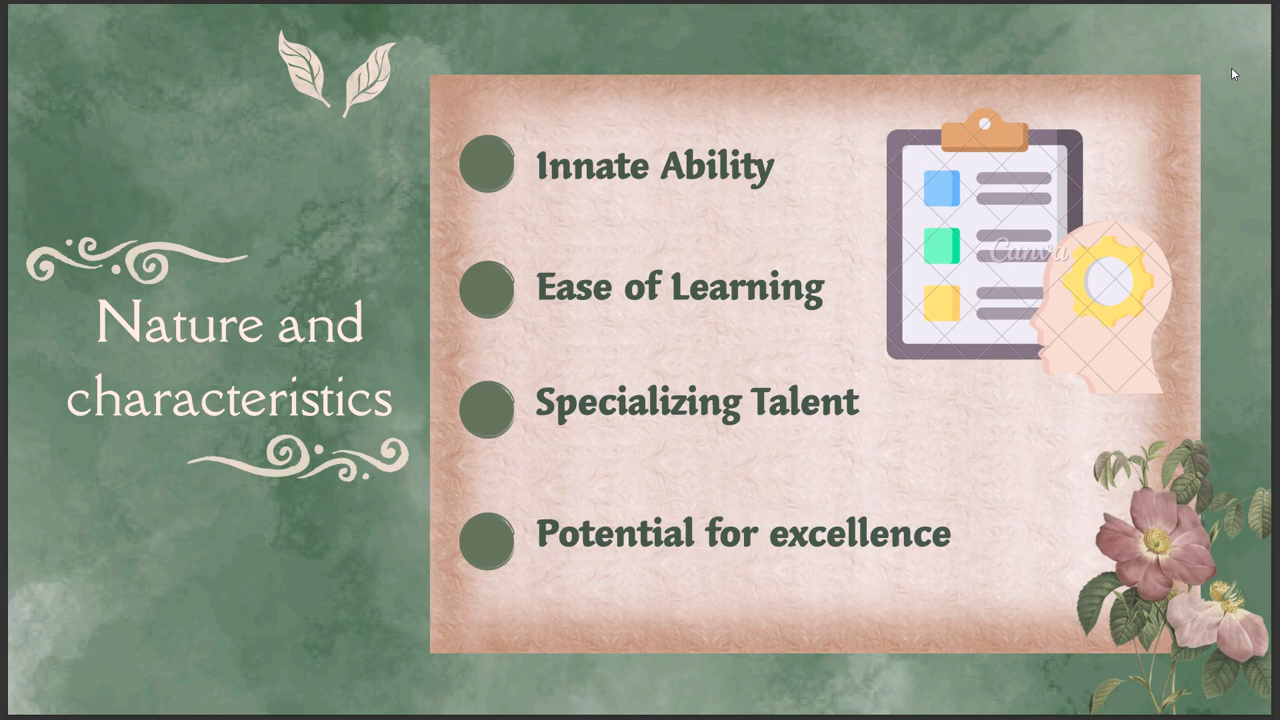 Nature and
characteristics
Innate Ability
Ease of Learning
Specializing Talent
Potential for excellence
Canva